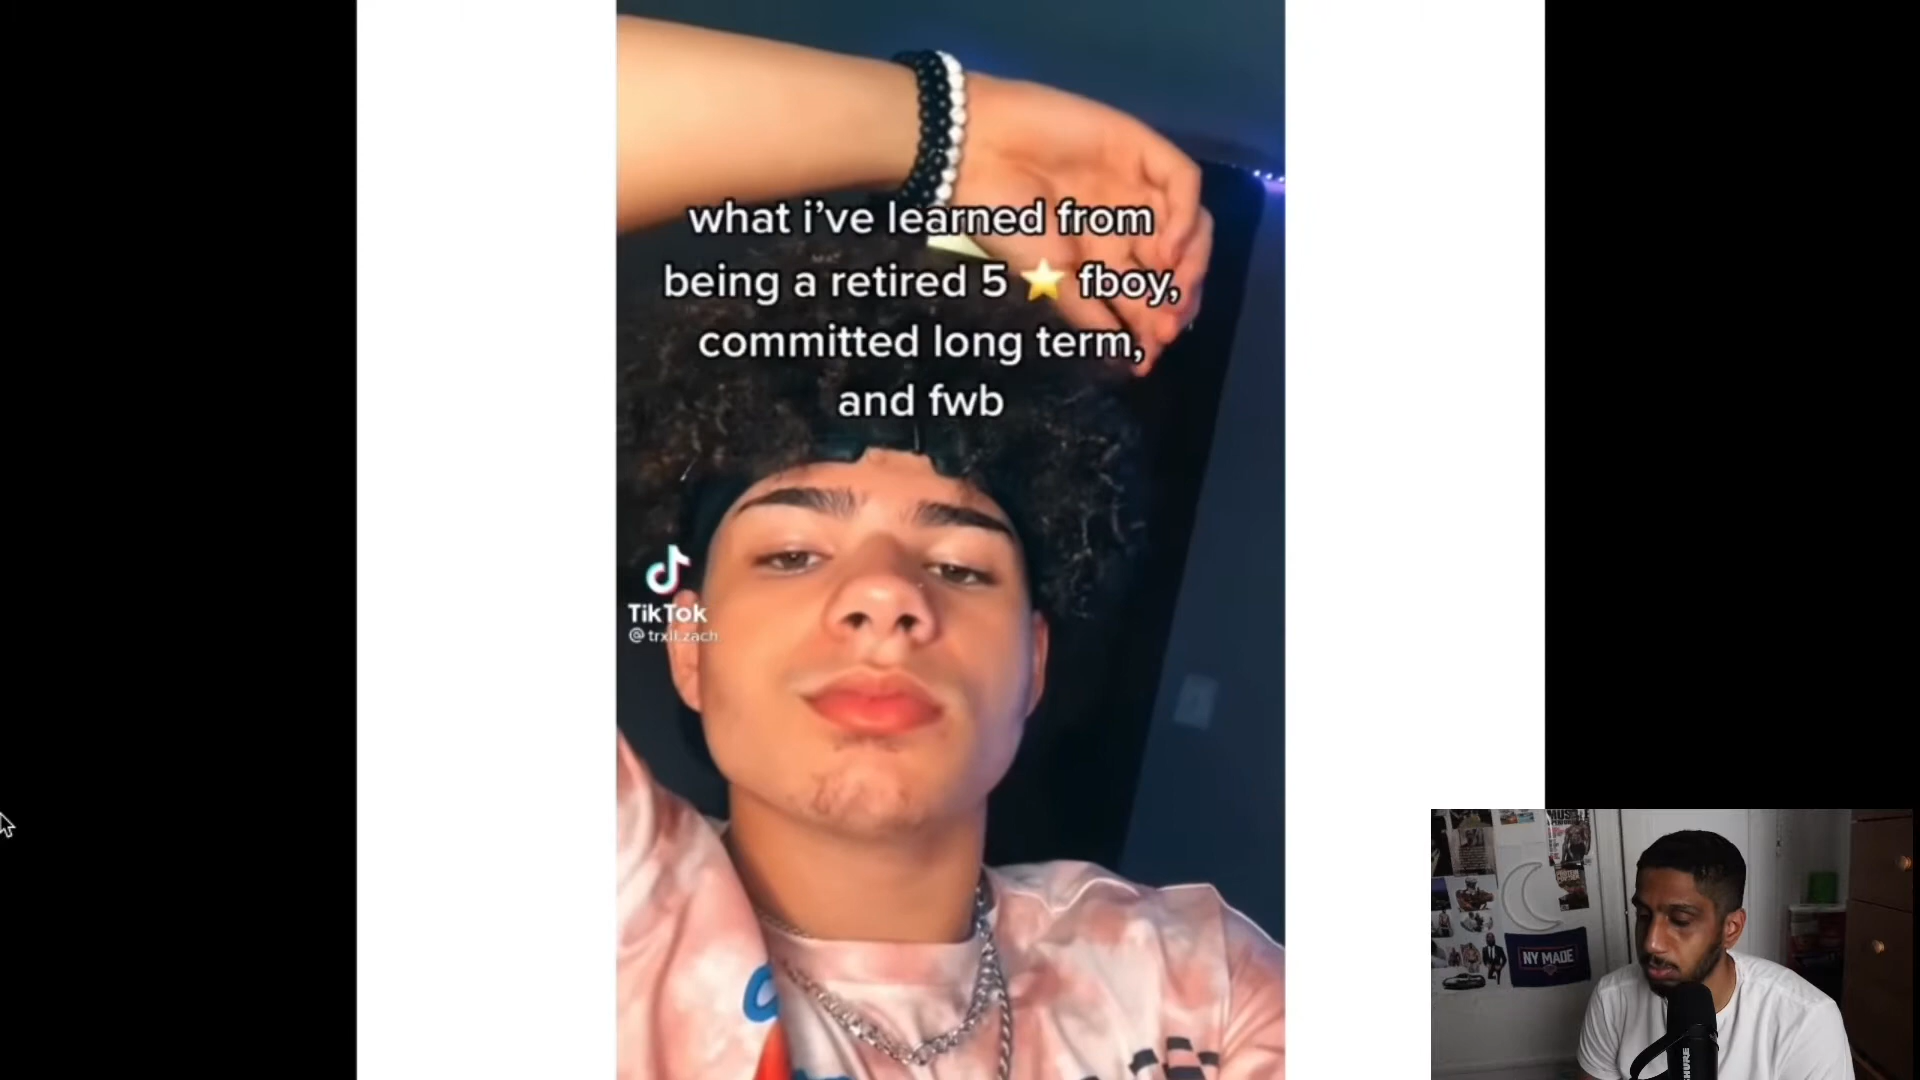 what i’ve learned from
being a retired 5 ⭐ fboy,
committed long term,
and fwb
TikTok
@trxll.zach
NY MADE